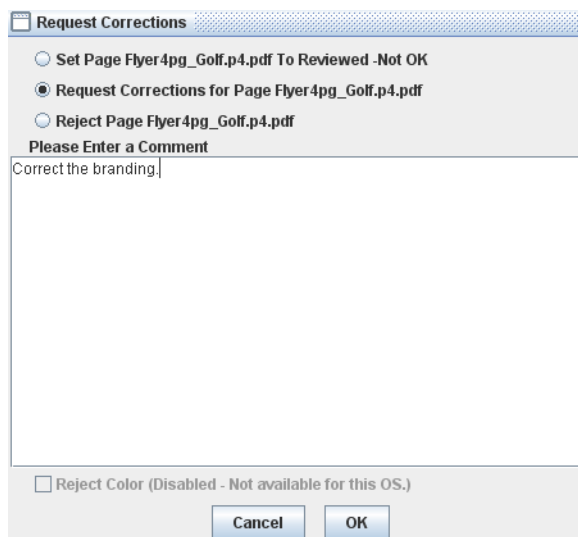 Request Corrections
Set Page Flyer4pg_Golf.p4.pdf To Reviewed -Not OK
Request Corrections for Page Flyer4pg_Golf.p4.pdf
Reject Page Flyer4pg_Golf.p4.pdf
Please Enter a Comment
Correct the branding.
Reject Color (Disabled - Not available for this OS.)
Cancel OK